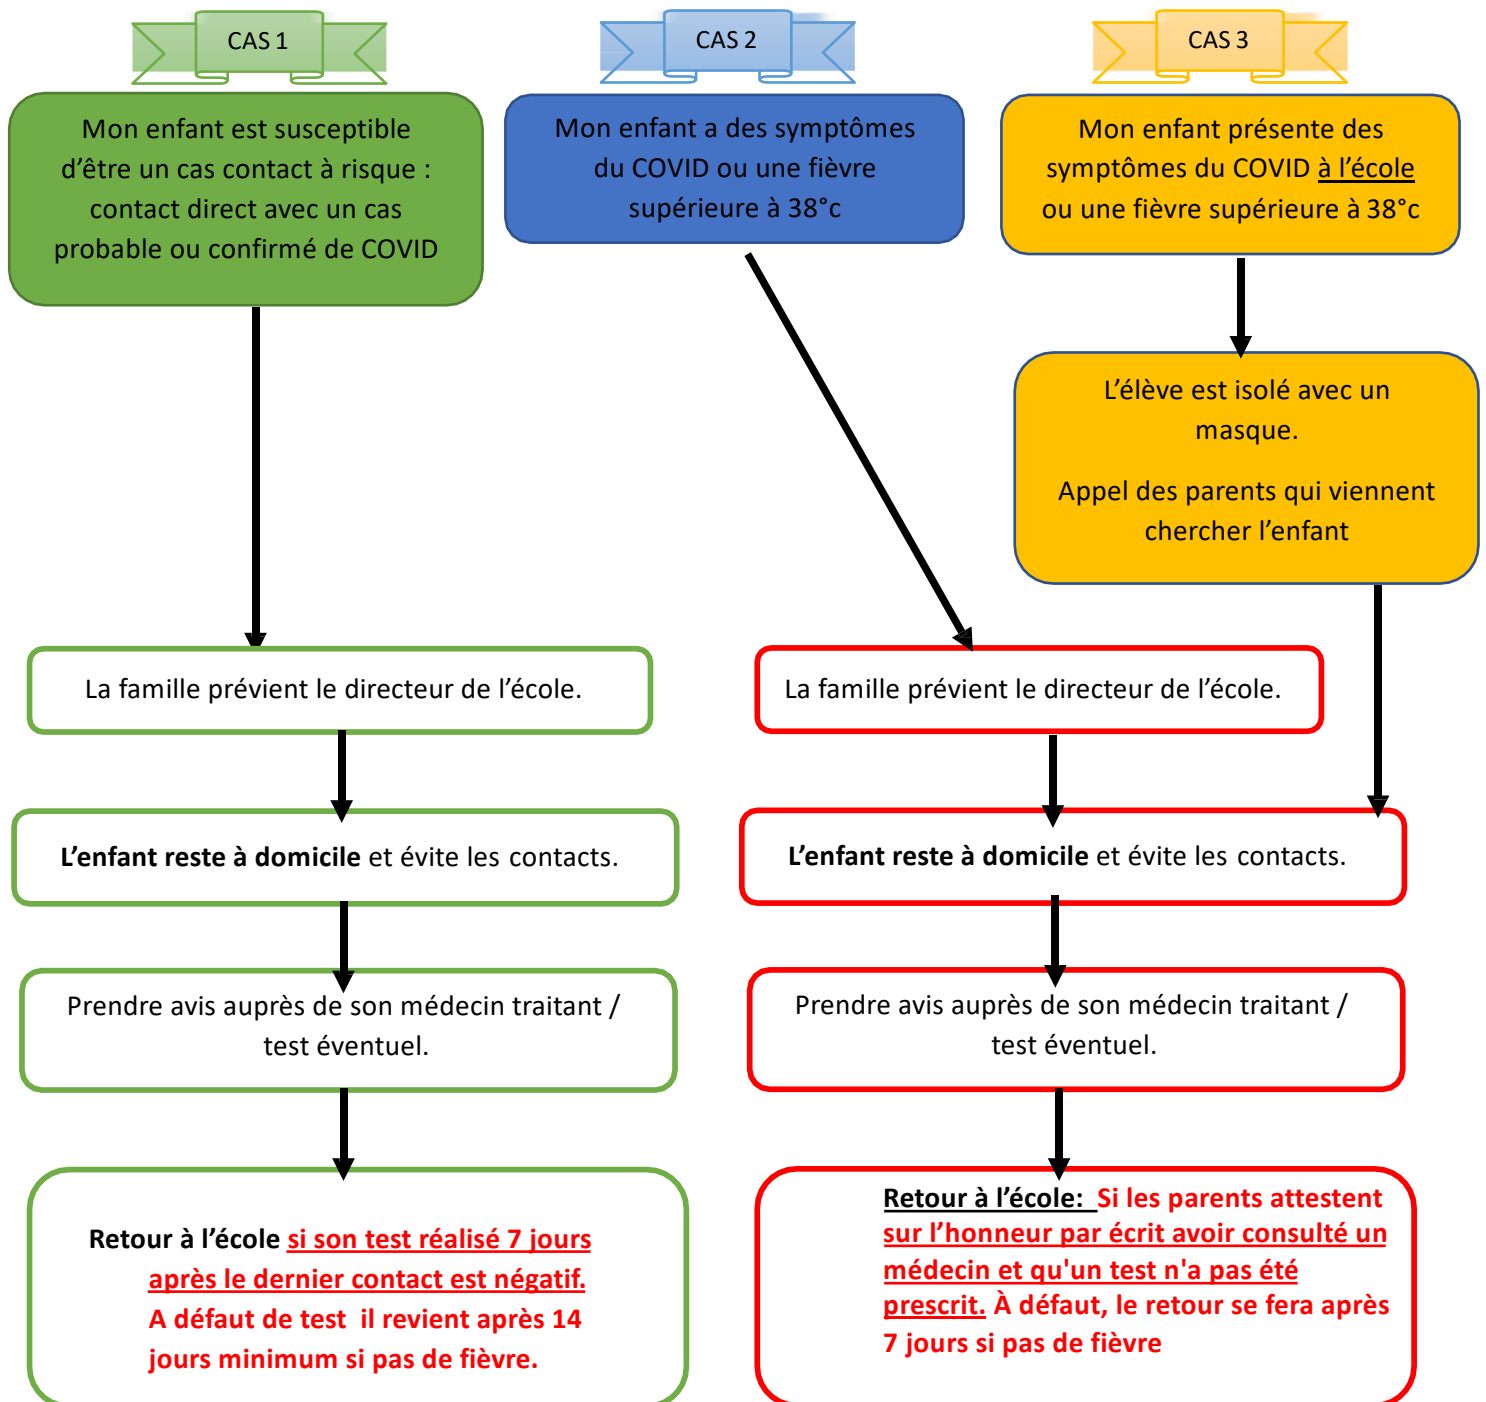 CAS 1
Mon enfant est susceptible
d’être un cas contact à risque :
contact direct avec un cas
probable ou confirmé de COVID
CAS 2
Mon enfant a des symptômes
du COVID ou une fièvre
supérieure à 38°c
CAS 3
Mon enfant présente des
symptômes du COVID à l’école
ou une fièvre supérieure à 38°c
L’élève est isolé avec un
masque.
Appel des parents qui viennent
chercher l’enfant
La famille prévient le directeur de l’école.
L’enfant reste à domicile et évite les contacts.
Prendre avis auprès de son médecin traitant /
test éventuel.
Retour à l’école si son test réalisé 7 jours
après le dernier contact est négatif.
A défaut de test il revient après 14
jours minimum si pas de fièvre.
La famille prévient le directeur de l’école.
L’enfant reste à domicile et évite les contacts.
Prendre avis auprès de son médecin traitant /
test éventuel.
Retour à l’école: Si les parents attestent
sur l’honneur par écrit avoir consulté un
médecin et qu'un test n'a pas été
prescrit. À défaut, le retour se fera après
7 jours si pas de fièvre